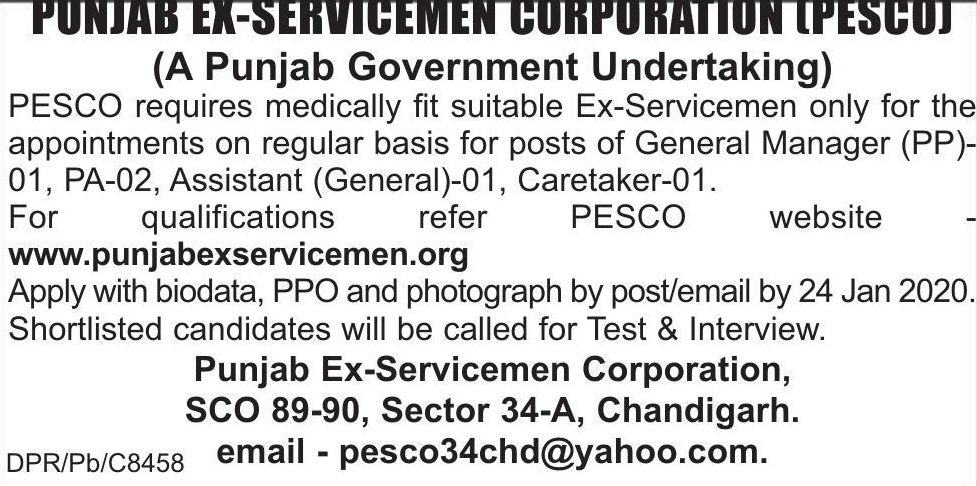 PUNJAB EX-SERVICEMEN CORPORATION (PESCO)
(A Punjab Government Undertaking)
PESCO requires medically fit suitable Ex-Servicemen only for the
appointments on regular basis for posts of General Manager (PP)-
01, PA-02, Assistant (General)-01, Caretaker-01.
For qualifications refer PESCO website -
www.punjabexservicemen.org
Apply with biodata, PPO and photograph by post/email by 24 Jan 2020.
Shortlisted candidates will be called for Test & Interview.
Punjab Ex-Servicemen Corporation,
SCO 89-90, Sector 34-A, Chandigarh.
email - pesco34chd@yahoo.com.
DPR/Pb/C8458